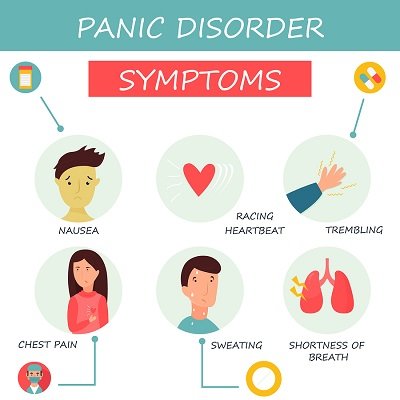 PANIC DISORDER
SYMPTOMS
NAUSEA
RACING
HEARTBEAT
TREMBLING
CHEST PAIN
SWEATING
SHORTNESS OF
BREATH